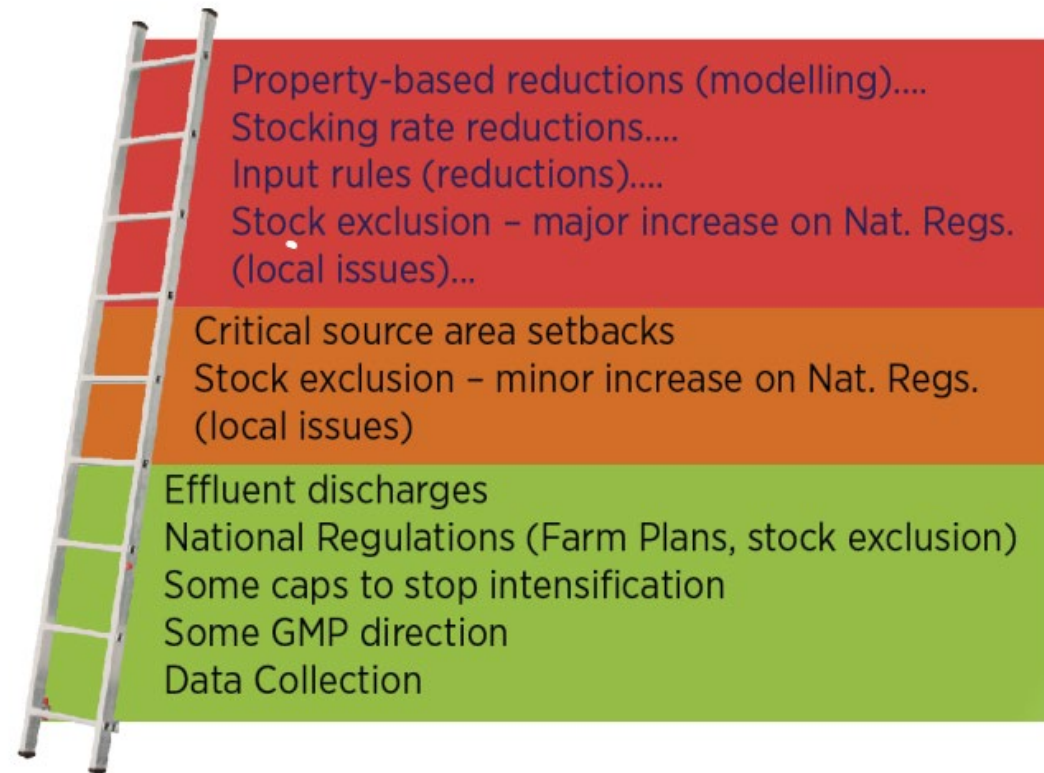 Property-based reductions (modelling)....
Stocking rate reductions....
Input rules (reductions)....
Stock exclusion – major increase on Nat. Regs.
(local issues)...
Critical source area setbacks
Stock exclusion – minor increase on Nat. Regs.
(local issues)
Effluent discharges
National Regulations (Farm Plans, stock exclusion)
Some caps to stop intensification
Some GMP direction
Data Collection